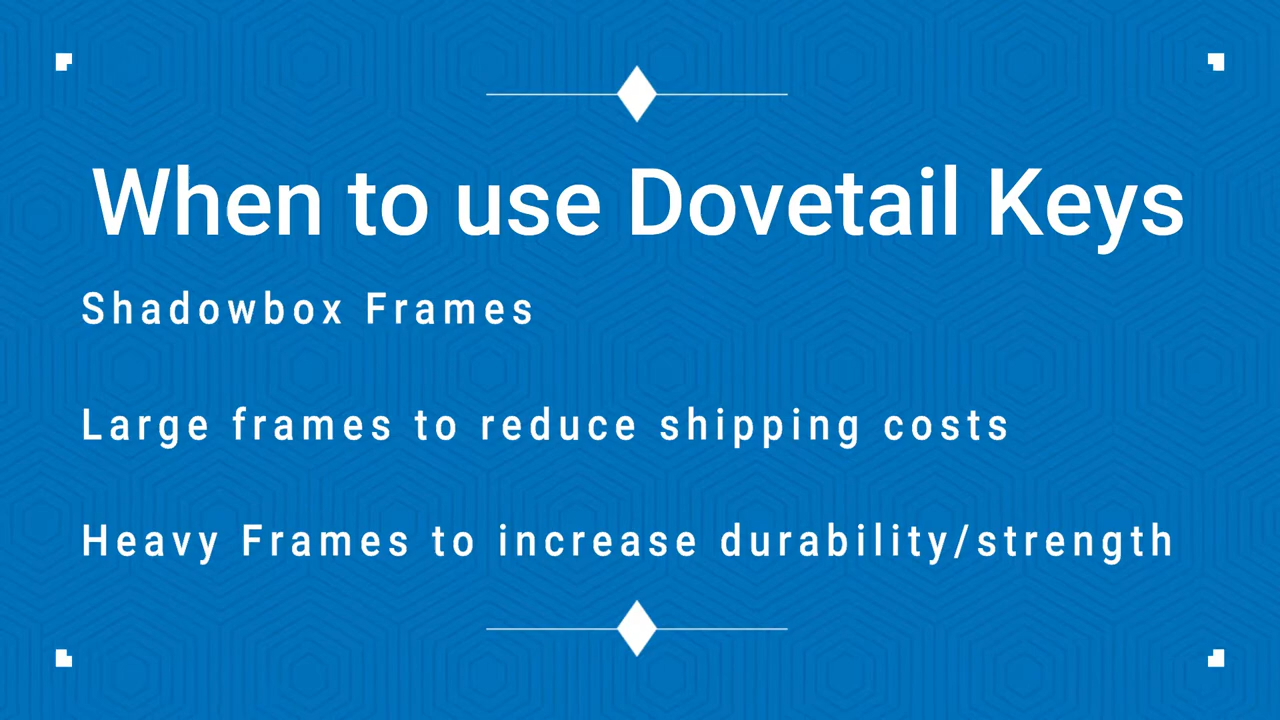 When to use Dovetail Keys
Shadowbox Frames
Large frames to reduce shipping costs
Heavy Frames to increase durability/strength